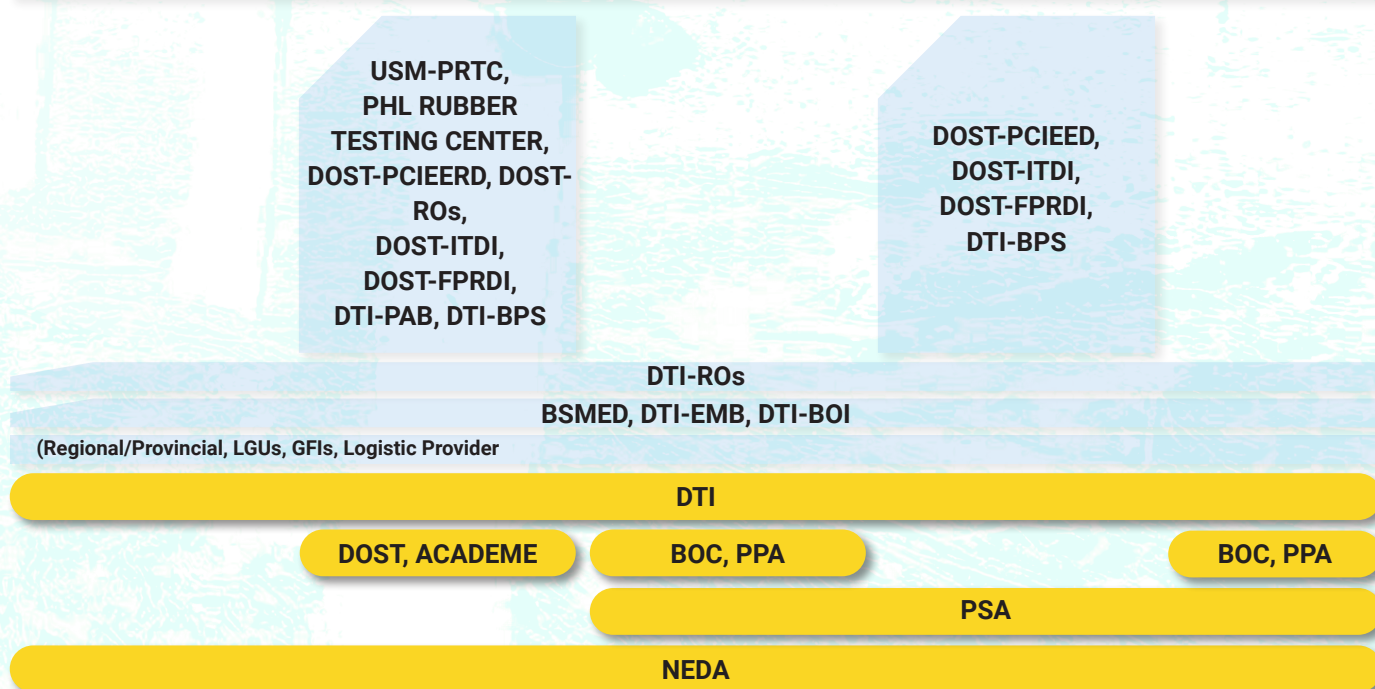 USM-PRTC,
PHL RUBBER
TESTING CENTER,
DOST-PCIEERD, DOST-
ROs,
DOST-ITDI,
DOST-FPRDI,
DTI-PAB, DTI-BPS
DOST-PCIEED,
DOST-ITDI,
DOST-FPRDI,
DTI-BPS
DTI-ROs
BSMED, DTI-EMB, DTI-BOI
(Regional/Provincial, LGUs, GFIs, Logistic Provider
DTI
DOST, ACADEME
BOC, PPA
BOC, PPA
PSA
NEDA